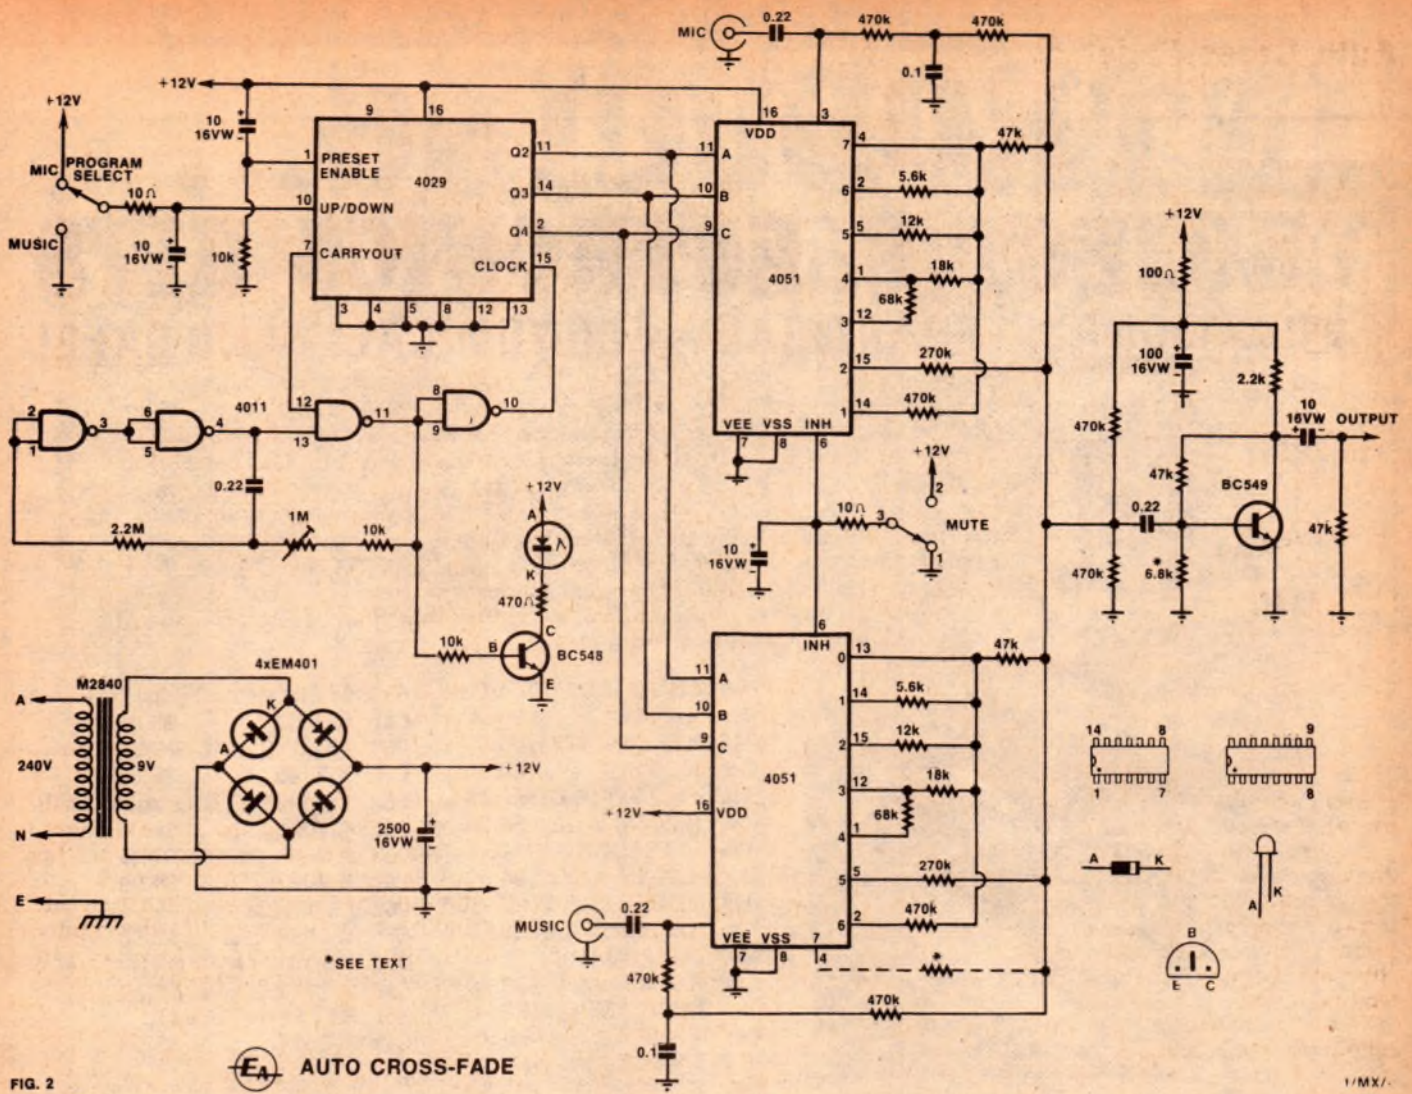 MIC
0.22
470k
470k
0.1
+12V
+12V
9
16
16
VDD
3
10
16VW
+
-
MIC
PROGRAM
SELECT
MUSIC
10Ω
10
16VW
+
-
10k
1
PRESET
ENABLE
10
UP/DOWN
7
CARRYOUT
4029
Q2
11
Q3
14
Q4
2
CLOCK
15
3
4
5
8
12
13
11
A
10
B
9
C
4051
7
4
47k
6
2
5.6k
5
5
12k
4
1
18k
68k
3
12
2
15
270k
1
14
470k
VEE
VSS
INH
7
8
6
+12V
2
10Ω
3
MUTE
1
10
16VW
+
-
+12V
100Ω
100
16VW
+
-
2.2k
10
16VW
+
-
OUTPUT
470k
47k
BC549
0.22
470k
*
6.8k
47k
2
1
3
6
5
4
4011
12
13
11
8
9
10
0.22
2.2M
1M
10k
+12V
A
λ
K
470Ω
C
10k
B
BC548
E
4xEM401
M2840
A
240V
N
E
9V
K
A
+12V
2500
16VW
+
-
*SEE TEXT
6
INH
11
A
10
B
9
C
4051
+12V
16
VDD
0
13
47k
1
14
5.6k
2
15
12k
3
12
18k
68k
4
1
5
5
270k
6
2
470k
VEE
VSS
7
7
8
4
*
MUSIC
0.22
470k
470k
0.1
14
8
1
7
9
8
A
K
A
K
B
E
C
EA
AUTO CROSS-FADE
FIG. 2
1/MX/-